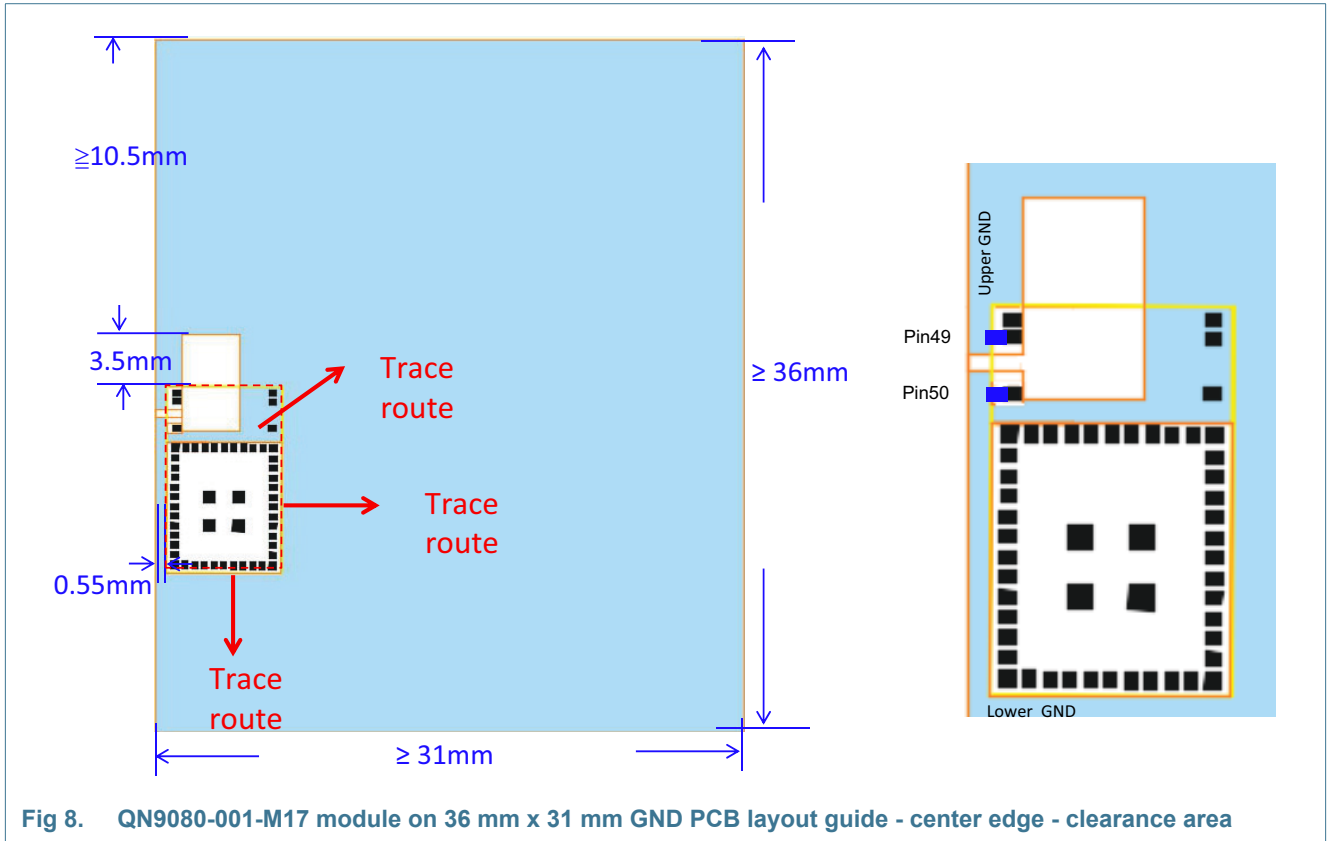 ≧10.5mm
3.5mm
Trace
route
≥ 36mm
Trace
route
0.55mm
Trace
route
≥ 31mm
Upper GND
Pin49
Pin50
Lower GND
Fig 8. QN9080-001-M17 module on 36 mm x 31 mm GND PCB layout guide - center edge - clearance area